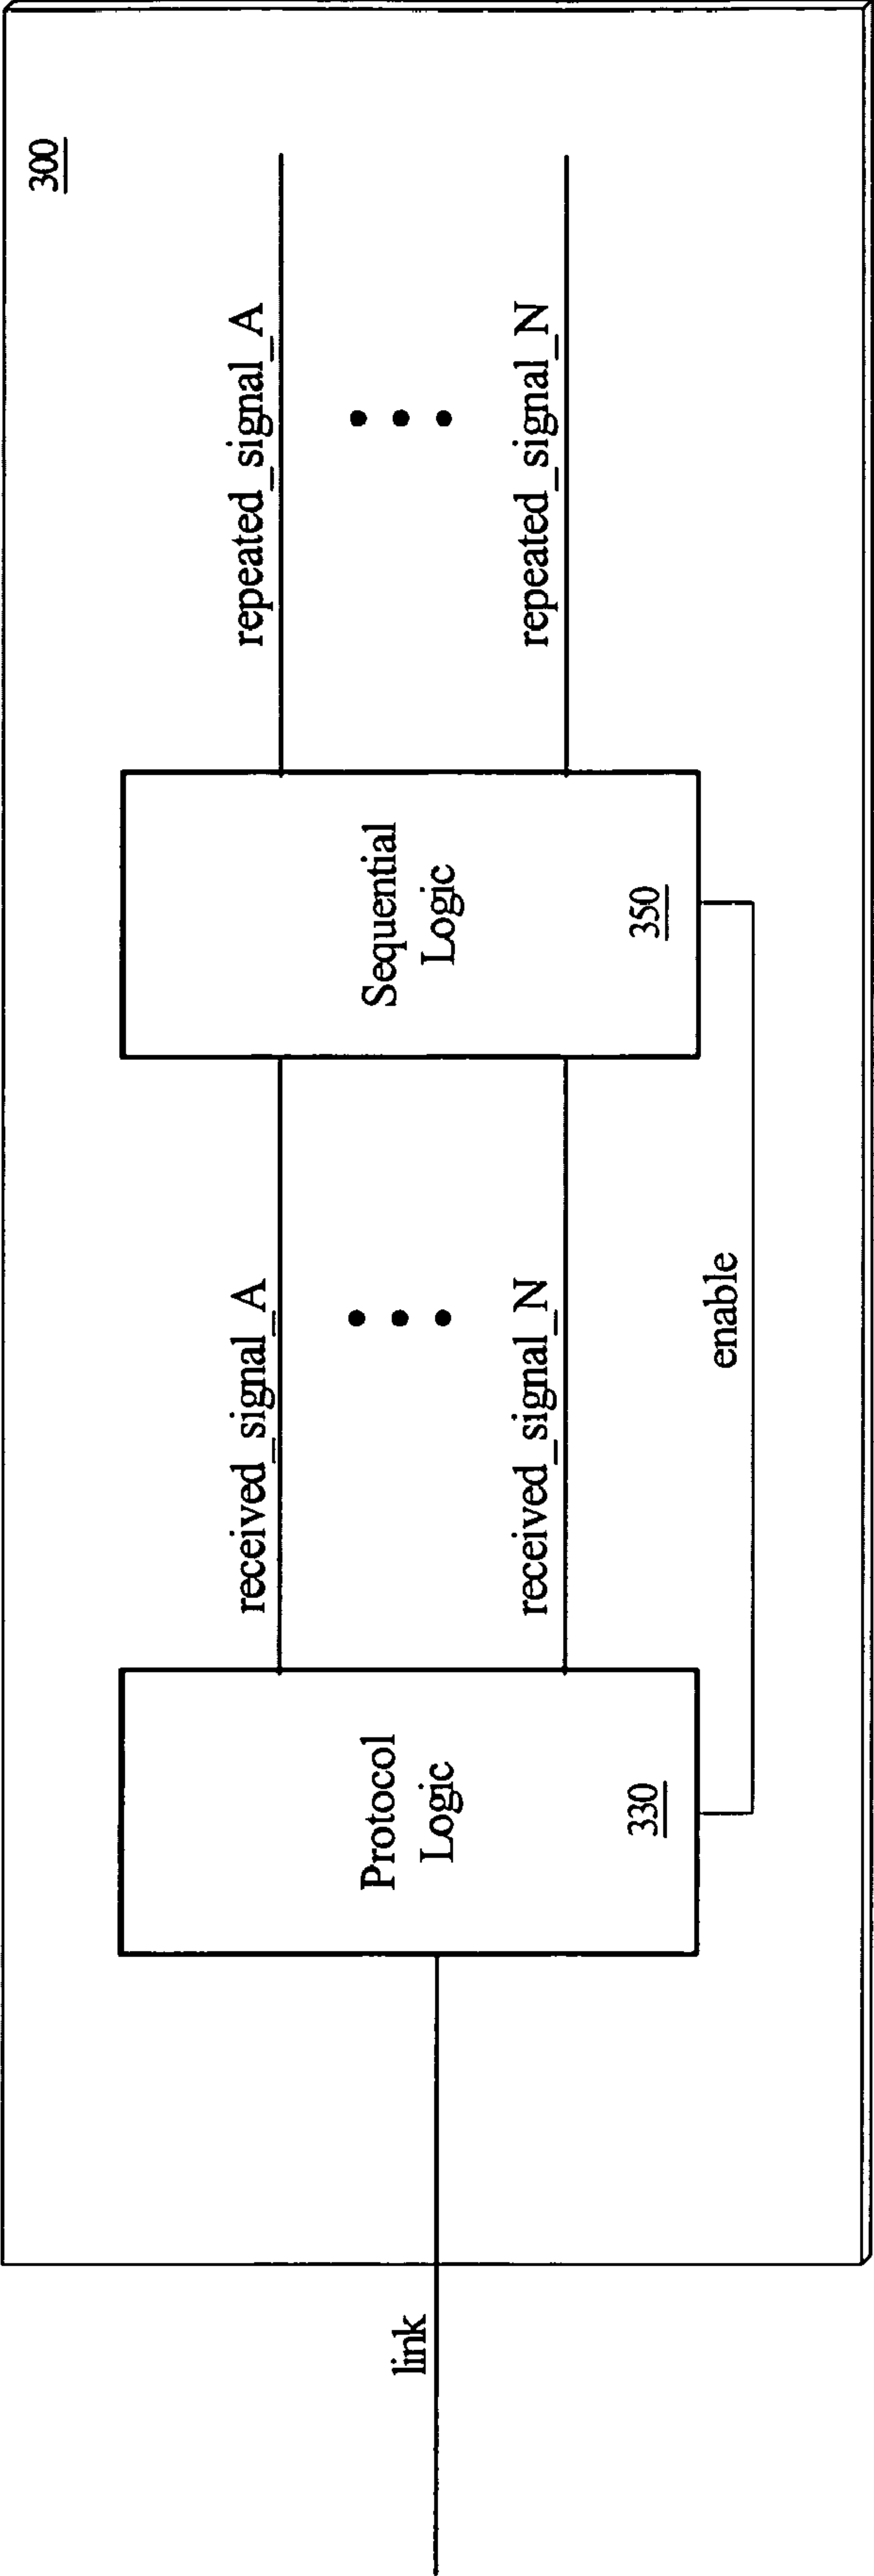 300
link
Protocol
Logic
330
received_signal_A
received_signal_N
enable
Sequential
Logic
350
repeated_signal_A
repeated_signal_N